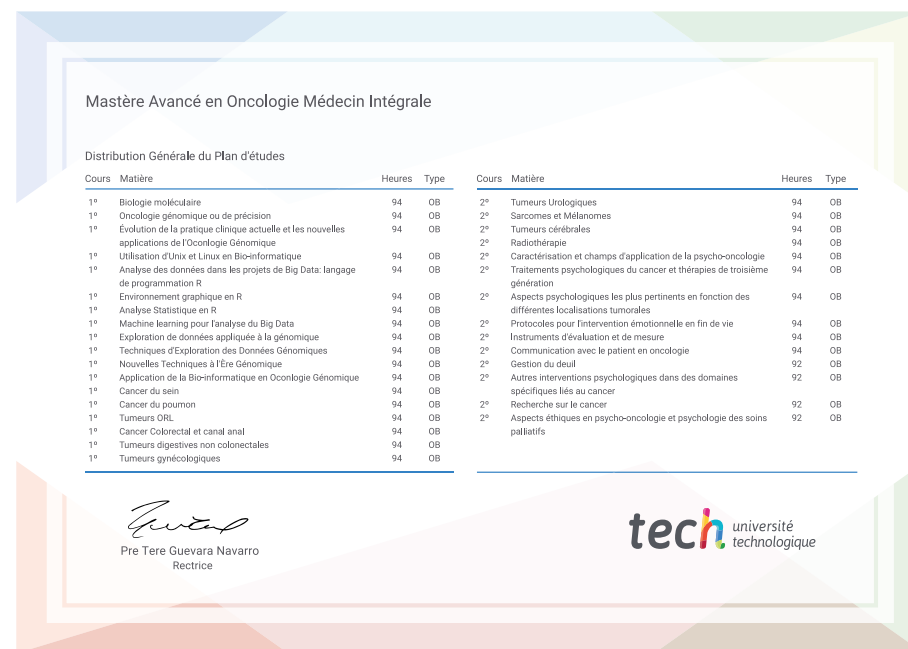 Mastère Avancé en Oncologie Médecin Intégrale
Distribution Générale du Plan d'études
Cours Matière Heures Type
1º Biologie moléculaire 94 OB
1º Oncologie génomique ou de précision 94 OB
1º Évolution de la pratique clinique actuelle et les nouvelles 94 OB
applications de l'Oconlogie Génomique
1º Utilisation d'Unix et Linux en Bio-informatique 94 OB
1º Analyse des données dans les projets de Big Data: langage 94 OB
de programmation R
1º Environnement graphique en R 94 OB
1º Analyse Statistique en R 94 OB
1º Machine learning pour l'analyse du Big Data 94 OB
1º Exploration de données appliquée à la génomique 94 OB
1º Techniques d'Exploration des Données Génomiques 94 OB
1º Nouvelles Techniques à l'Ère Génomique 94 OB
1º Application de la Bio-informatique en Oconlogie Génomique 94 OB
1º Cancer du sein 94 OB
1º Cancer du poumon 94 OB
1º Tumeurs ORL 94 OB
1º Cancer Colorectal et canal anal 94 OB
1º Tumeurs digestives non colonectales 94 OB
1º Tumeurs gynécologiques 94 OB
Cours Matière Heures Type
2º Tumeurs Urologiques 94 OB
2º Sarcomes et Mélanomes 94 OB
2º Tumeurs cérébrales 94 OB
2º Radiothérapie 94 OB
2º Caractérisation et champs d'application de la psycho-oncologie 94 OB
2º Traitements psychologiques du cancer et thérapies de troisième 94 OB
génération
2º Aspects psychologiques les plus pertinents en fonction des 94 OB
différentes localisations tumorales
2º Protocoles pour l'intervention émotionnelle en fin de vie 94 OB
2º Instruments d'évaluation et de mesure 94 OB
2º Communication avec le patient en oncologie 94 OB
2º Gestion du deuil 92 OB
2º Autres interventions psychologiques dans des domaines 92 OB
spécifiques liés au cancer
2º Recherche sur le cancer 92 OB
2º Aspects éthiques en psycho-oncologie et psychologie des soins 92 OB
palliatifs
Pre Tere Guevara Navarro
Rectrice
tech université
technologique